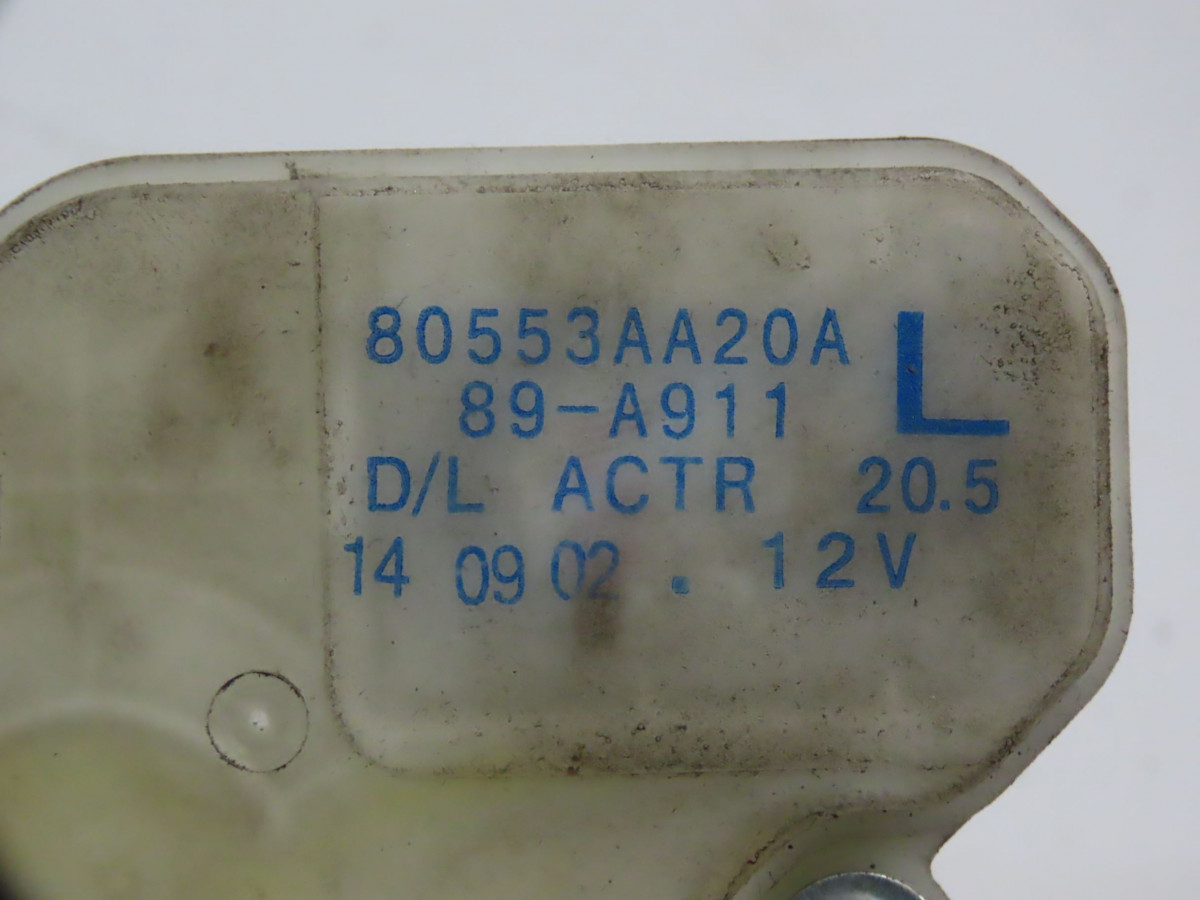 80553AA20A L
89-A911
D/L ACTR 20.5
14 09 02 . 12V